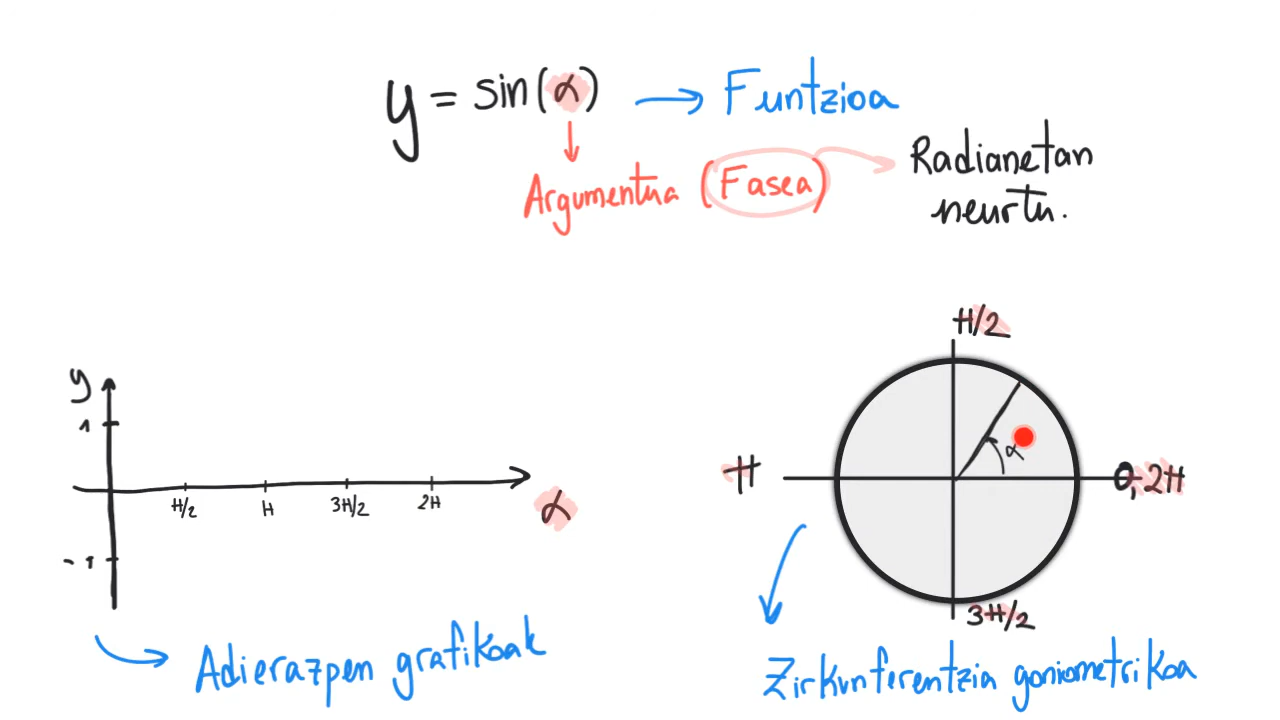 y = sin(α) → Funtzioa
Argumentua (Fasea)
Radianetan
neurtu.
π/2
π
0, 2π
α
3π/2
y
1
-1
π/2 π 3π/2 2π
α
Adierazpen grafikoak
Zirkunferentzia goniometrikoa